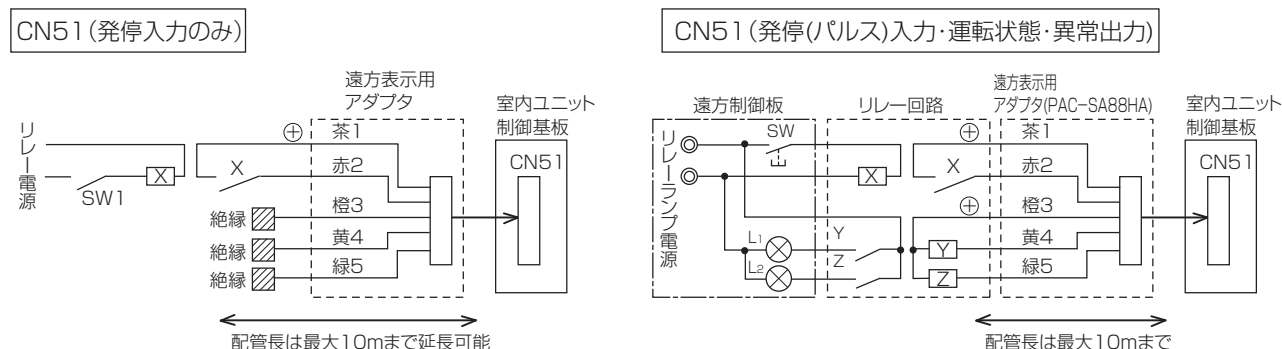 CN51(発停入力のみ)
遠方表示用
アダプタ
室内ユニット
制御基板
リレー電源
SW1
X
X
⊕
茶1
赤2
橙3
黄4
緑5
絶縁
絶縁
絶縁
CN51
配管長は最大10mまで延長可能
CN51(発停(パルス)入力・運転状態・異常出力)
遠方制御板
リレー回路
遠方表示用
アダプタ(PAC-SA88HA)
室内ユニット
制御基板
リレーランプ電源
SW
X
X
⊕
⊕
茶1
赤2
橙3
黄4
緑5
L1
L2
Y
Z
Y
Z
CN51
配管長は最大10mまで